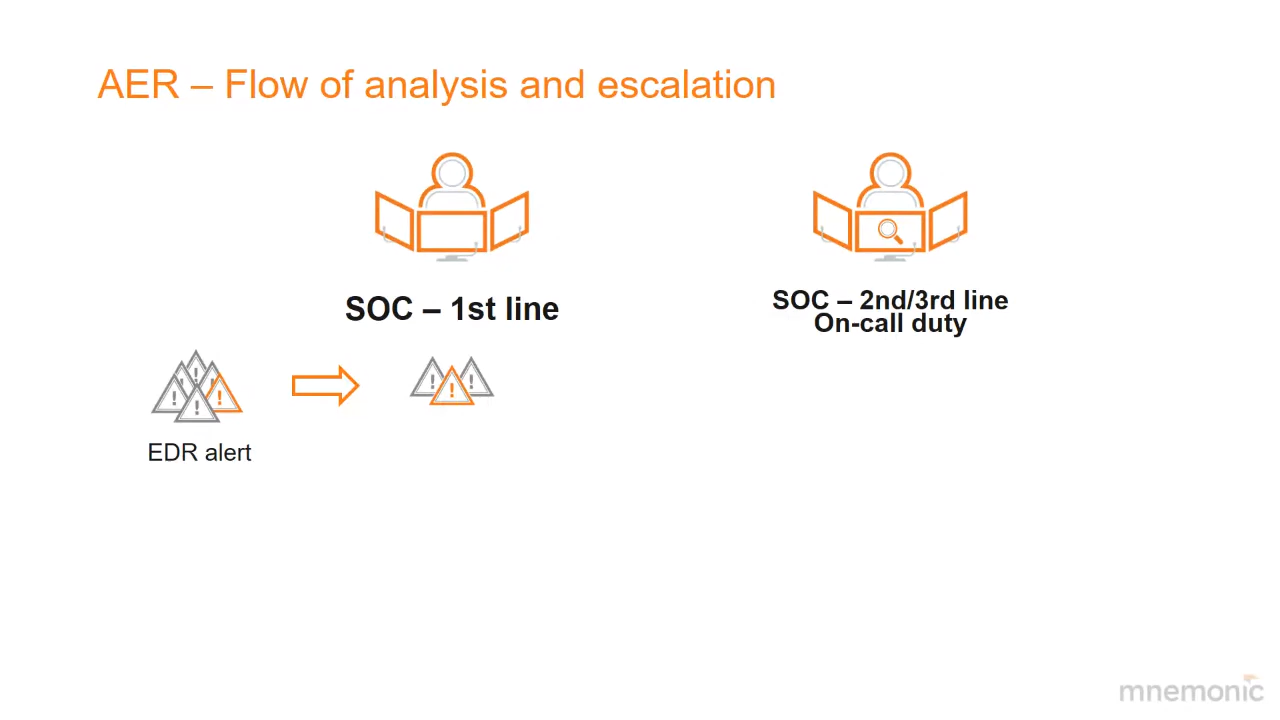 AER – Flow of analysis and escalation
SOC – 1st line
SOC – 2nd/3rd line
On-call duty
EDR alert
mnemonic